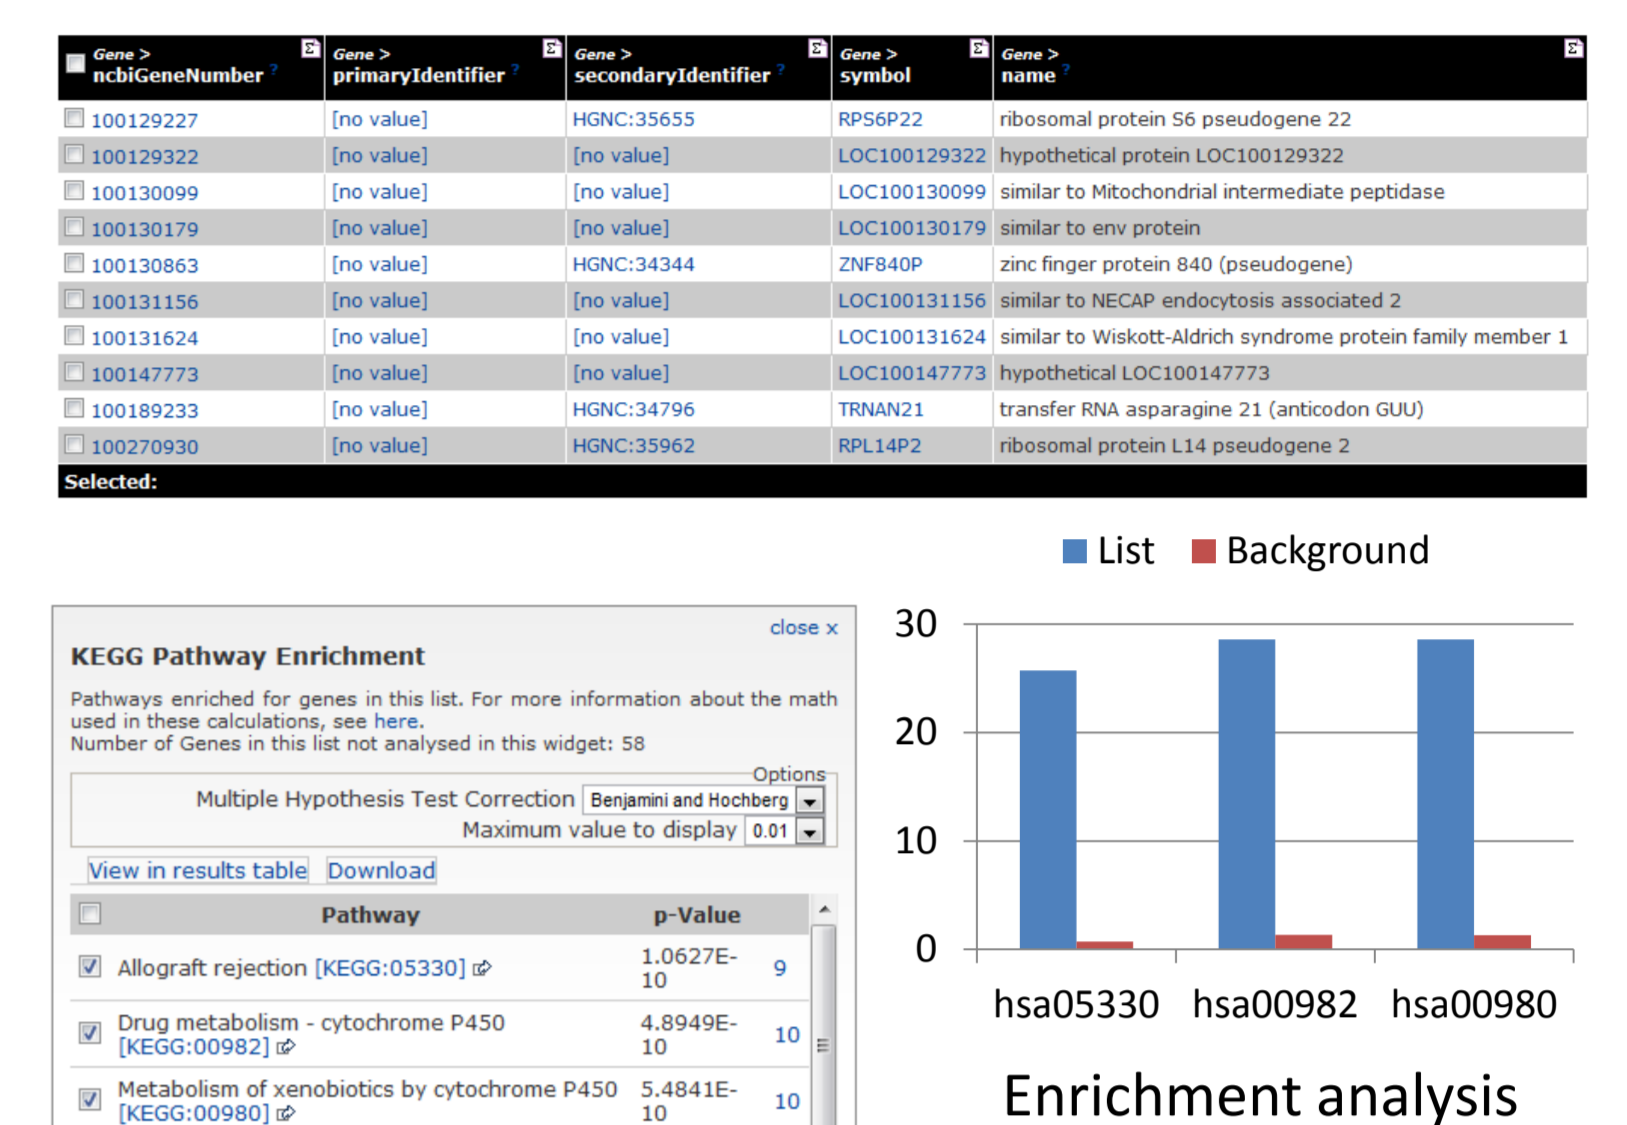 Gene > ncbiGeneNumber ? Σ Gene > primaryIdentifier ? Σ Gene > secondaryIdentifier ? Σ Gene > symbol Σ Gene > name ? Σ
100129227 [no value] HGNC:35655 RPS6P22 ribosomal protein S6 pseudogene 22
100129322 [no value] [no value] LOC100129322 hypothetical protein LOC100129322
100130099 [no value] [no value] LOC100130099 similar to Mitochondrial intermediate peptidase
100130179 [no value] [no value] LOC100130179 similar to env protein
100130863 [no value] HGNC:34344 ZNF840P zinc finger protein 840 (pseudogene)
100131156 [no value] [no value] LOC100131156 similar to NECAP endocytosis associated 2
100131624 [no value] [no value] LOC100131624 similar to Wiskott-Aldrich syndrome protein family member 1
100147773 [no value] [no value] LOC100147773 hypothetical LOC100147773
100189233 [no value] HGNC:34796 TRNAN21 transfer RNA asparagine 21 (anticodon GUU)
100270930 [no value] HGNC:35962 RPL14P2 ribosomal protein L14 pseudogene 2
Selected:
close x
KEGG Pathway Enrichment
Pathways enriched for genes in this list. For more information about the math
used in these calculations, see here.
Number of Genes in this list not analysed in this widget: 58
Options
Multiple Hypothesis Test Correction Benjamini and Hochberg
Maximum value to display 0.01
View in results table Download
Pathway p-Value
Allograft rejection [KEGG:05330] 1.0627E-10 9
Drug metabolism - cytochrome P450 [KEGG:00982] 4.8949E-10 10
Metabolism of xenobiotics by cytochrome P450 [KEGG:00980] 5.4841E-10 10
List Background
30
20
10
0
hsa05330 hsa00982 hsa00980
Enrichment analysis